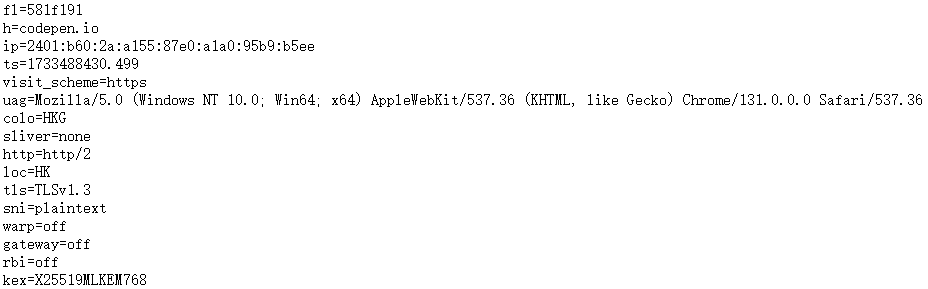 fl=581f191
h=codepen.io
ip=2401:b60:2a:a155:87e0:a1a0:95b9:b5ee
ts=1733488430.499
visit_scheme=https
uag=Mozilla/5.0 (Windows NT 10.0; Win64; x64) AppleWebKit/537.36 (KHTML, like Gecko) Chrome/131.0.0.0 Safari/537.36
colo=HKG
sliver=none
http=http/2
loc=HK
tls=TLSv1.3
sni=plaintext
warp=off
gateway=off
rbi=off
kex=X25519MLKEM768